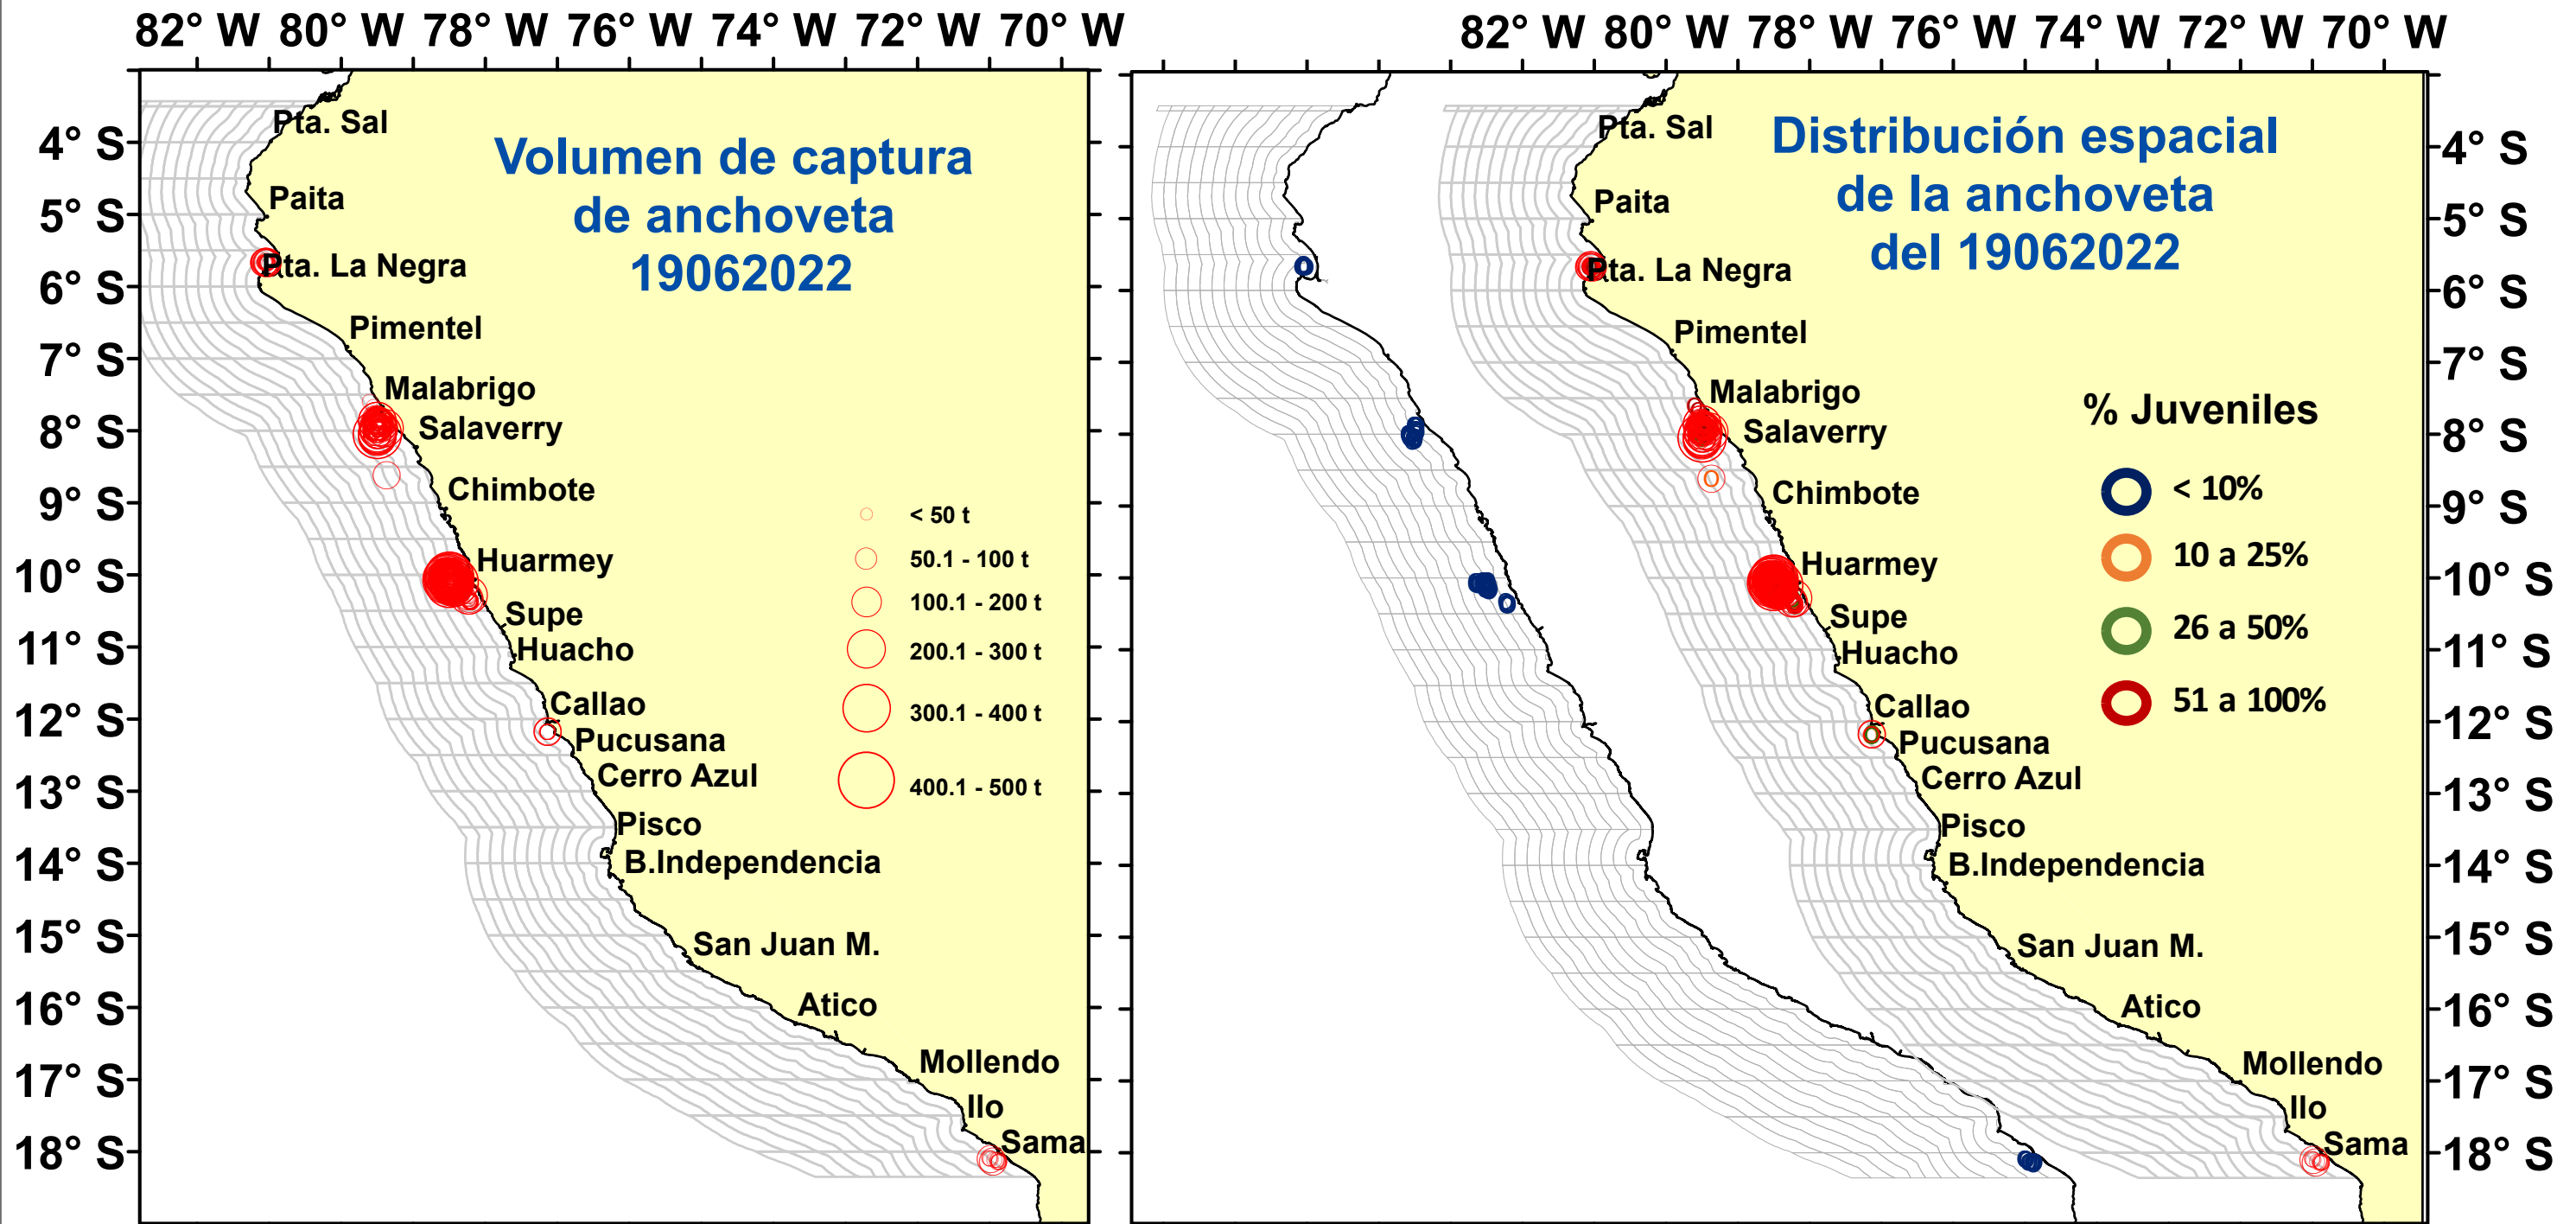 82° W 80° W 78° W 76° W 74° W 72° W 70° W
4° S
5° S
6° S
7° S
8° S
9° S
10° S
11° S
12° S
13° S
14° S
15° S
16° S
17° S
18° S
Volumen de captura
de anchoveta
19062022
Pta. Sal
Paita
Pta. La Negra
Pimentel
Malabrigo
Salaverry
Chimbote
Huarmey
Supe
Huacho
Callao
Pucusana
Cerro Azul
Pisco
B.Independencia
San Juan M.
Atico
Mollendo
Ilo
Sama
< 50 t
50.1 - 100 t
100.1 - 200 t
200.1 - 300 t
300.1 - 400 t
400.1 - 500 t
82° W 80° W 78° W 76° W 74° W 72° W 70° W
Distribución espacial
de la anchoveta
del 19062022
Pta. Sal
Paita
Pta. La Negra
Pimentel
Malabrigo
Salaverry
Chimbote
Huarmey
Supe
Huacho
Callao
Pucusana
Cerro Azul
Pisco
B.Independencia
San Juan M.
Atico
Mollendo
Ilo
Sama
% Juveniles
< 10%
10 a 25%
26 a 50%
51 a 100%
4° S
5° S
6° S
7° S
8° S
9° S
10° S
11° S
12° S
13° S
14° S
15° S
16° S
17° S
18° S